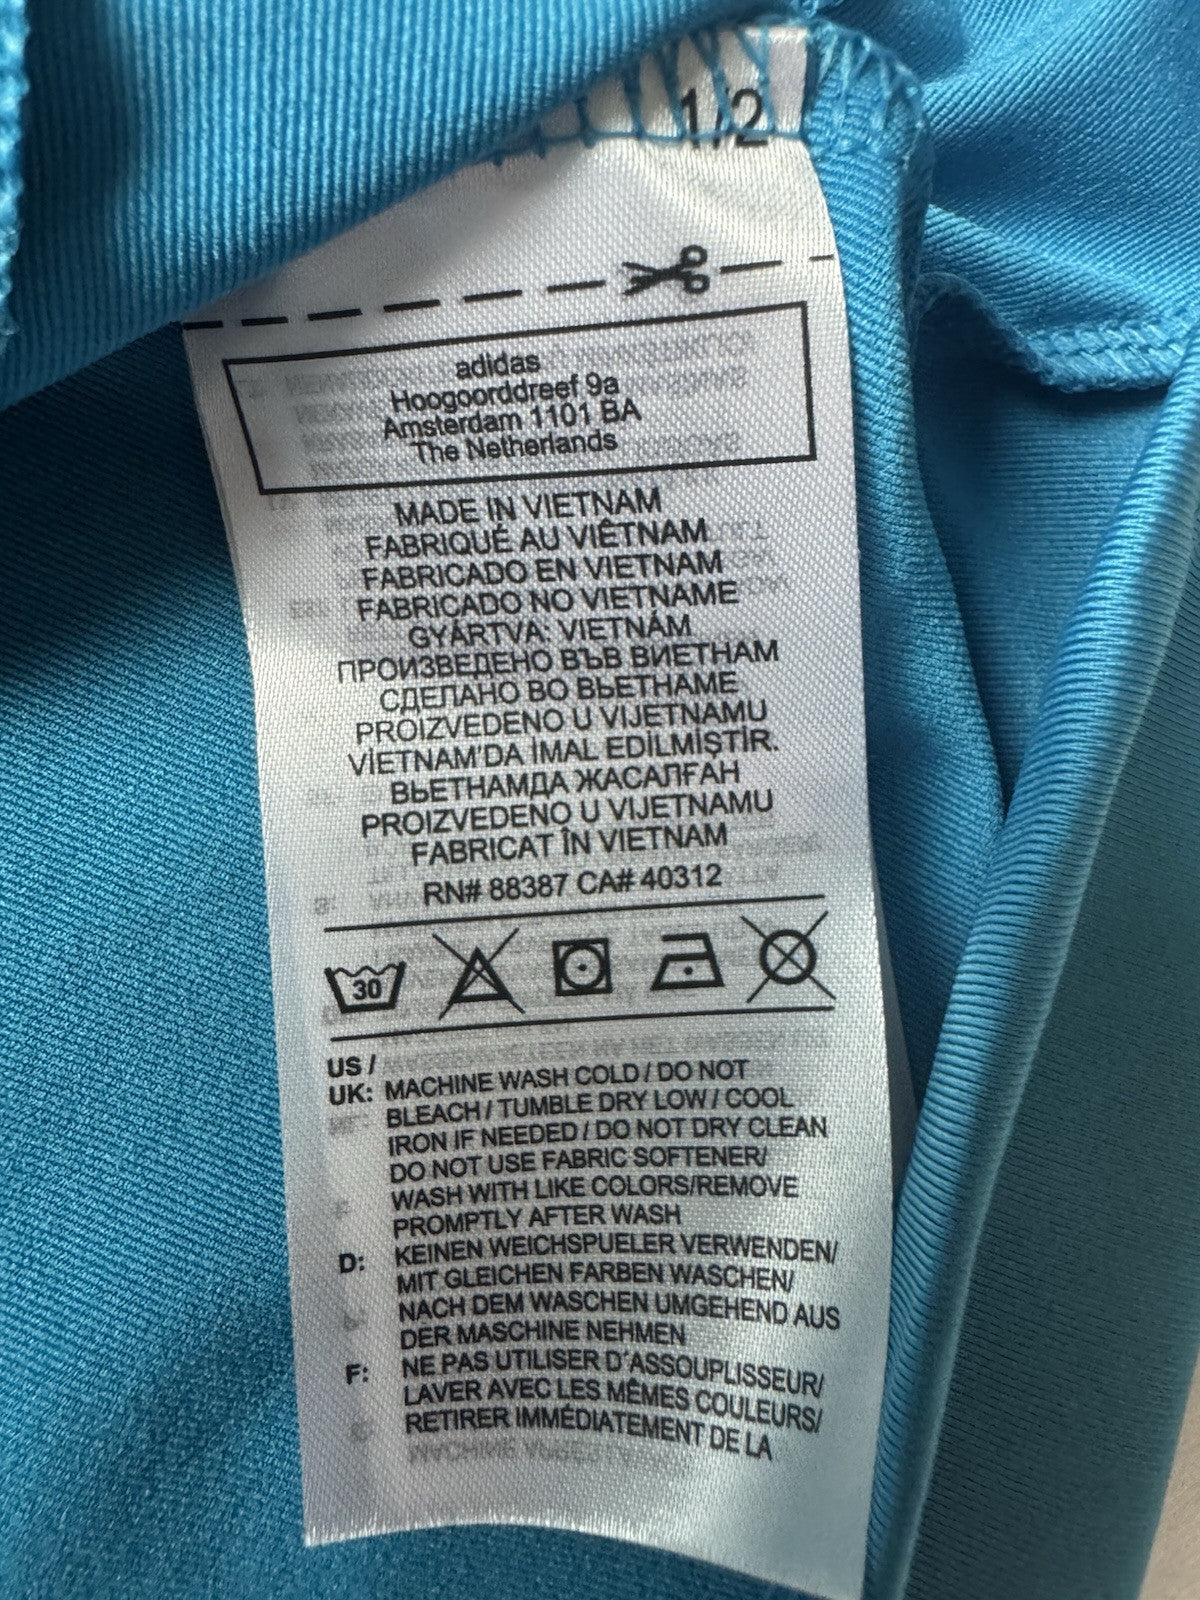 1/2
adidas
Hoogoorddreef 9a
Amsterdam 1101 BA
The Netherlands
MADE IN VIETNAM
FABRIQUÉ AU VIÊTNAM
FABRICADO EN VIETNAM
FABRICADO NO VIETNAME
GYÁRTVA: VIETNÁM
ПРОИЗВЕДЕНО ВЪВ ВИЕТНАМ
СДЕЛАНО ВО ВЬЕТНАМЕ
PROIZVEDENO U VIJETNAMU
VİETNAM'DA İMAL EDİLMİŞTİR.
ВЬЕТНАМДА ЖАСАЛҒАН
PROIZVEDENO U VIJETNAMU
FABRICAT ÎN VIETNAM
RN# 88387 CA# 40312
30
US /
UK: MACHINE WASH COLD / DO NOT
BLEACH / TUMBLE DRY LOW / COOL
IRON IF NEEDED / DO NOT DRY CLEAN
DO NOT USE FABRIC SOFTENER/
WASH WITH LIKE COLORS/REMOVE
PROMPTLY AFTER WASH
D: KEINEN WEICHSPUELER VERWENDEN/
MIT GLEICHEN FARBEN WASCHEN/
NACH DEM WASCHEN UMGEHEND AUS
DER MASCHINE NEHMEN
F: NE PAS UTILISER D'ASSOUPLISSEUR/
LAVER AVEC LES MÊMES COULEURS/
RETIRER IMMÉDIATEMENT DE LA